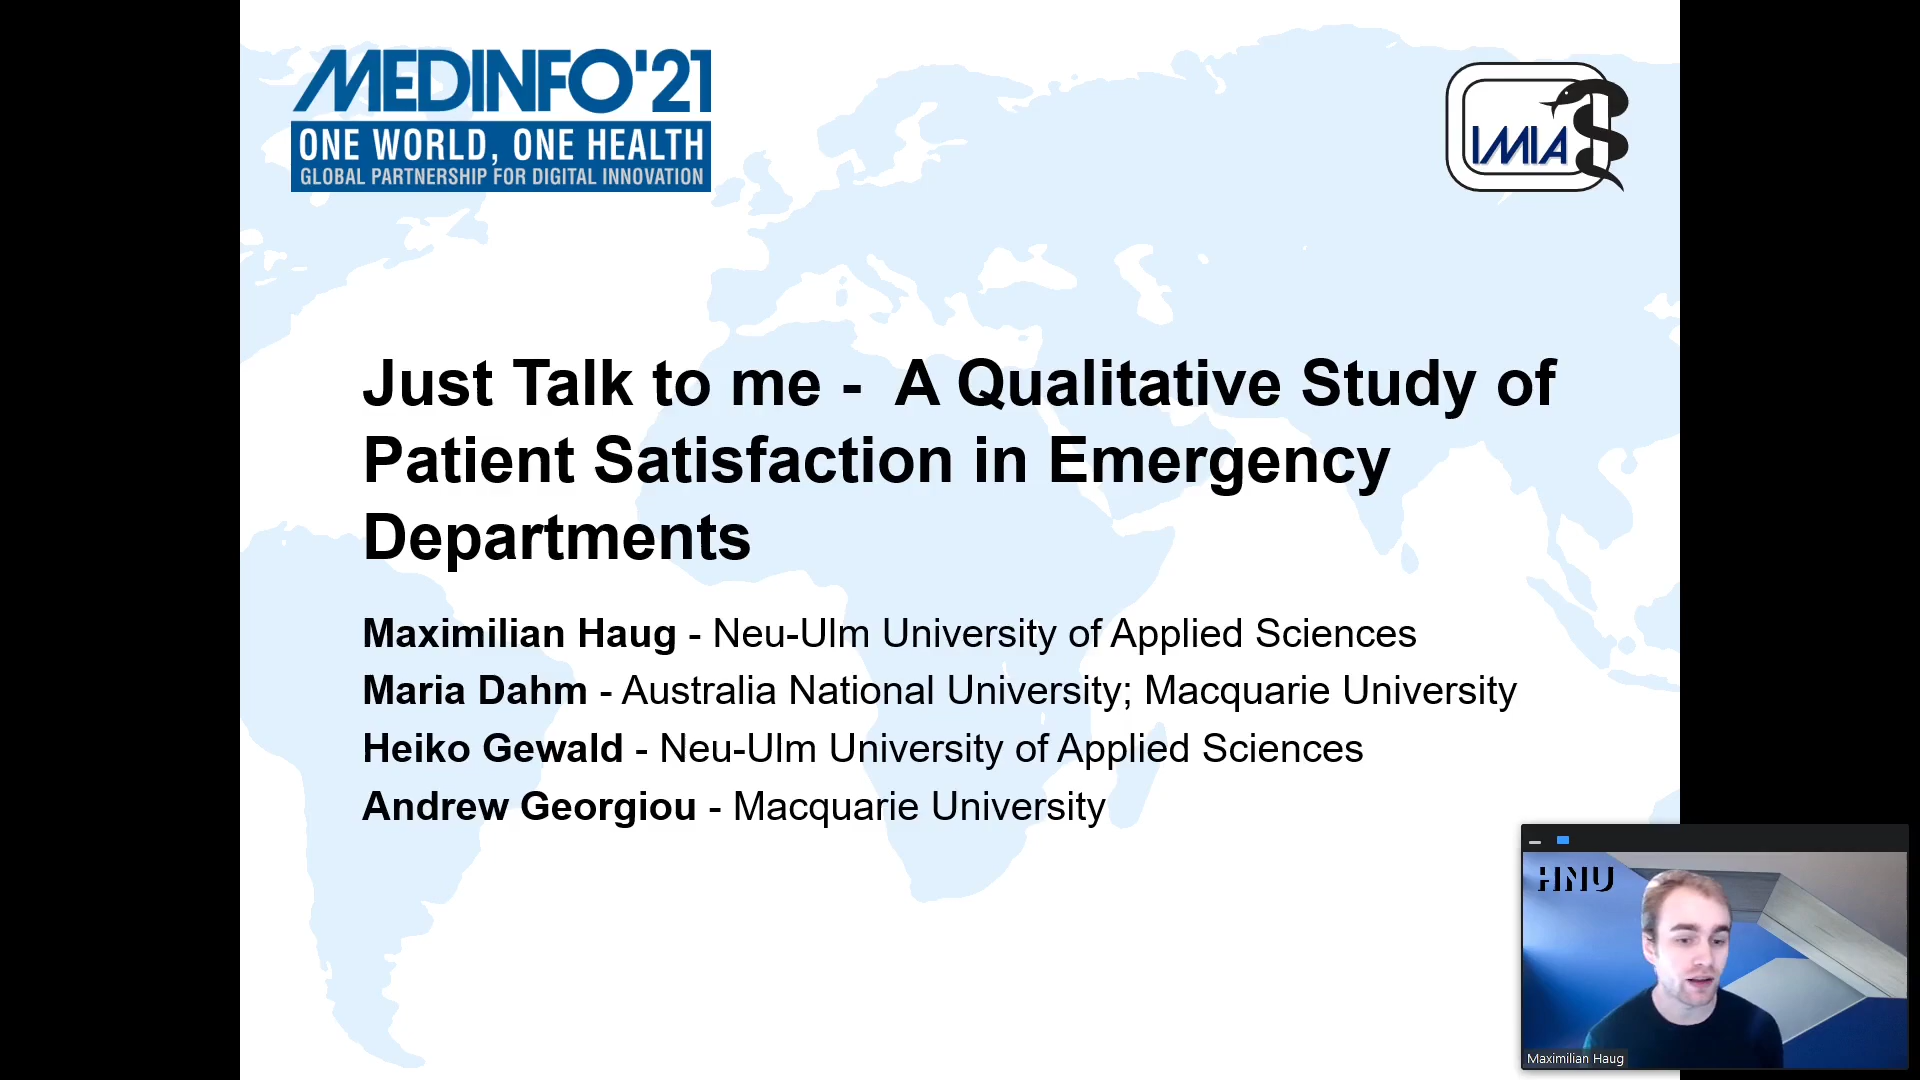 MEDINFO'21
ONE WORLD, ONE HEALTH
GLOBAL PARTNERSHIP FOR DIGITAL INNOVATION
IMIA
Just Talk to me - A Qualitative Study of
Patient Satisfaction in Emergency
Departments
Maximilian Haug - Neu-Ulm University of Applied Sciences
Maria Dahm - Australia National University; Macquarie University
Heiko Gewald - Neu-Ulm University of Applied Sciences
Andrew Georgiou - Macquarie University
HNU
Maximilian Haug